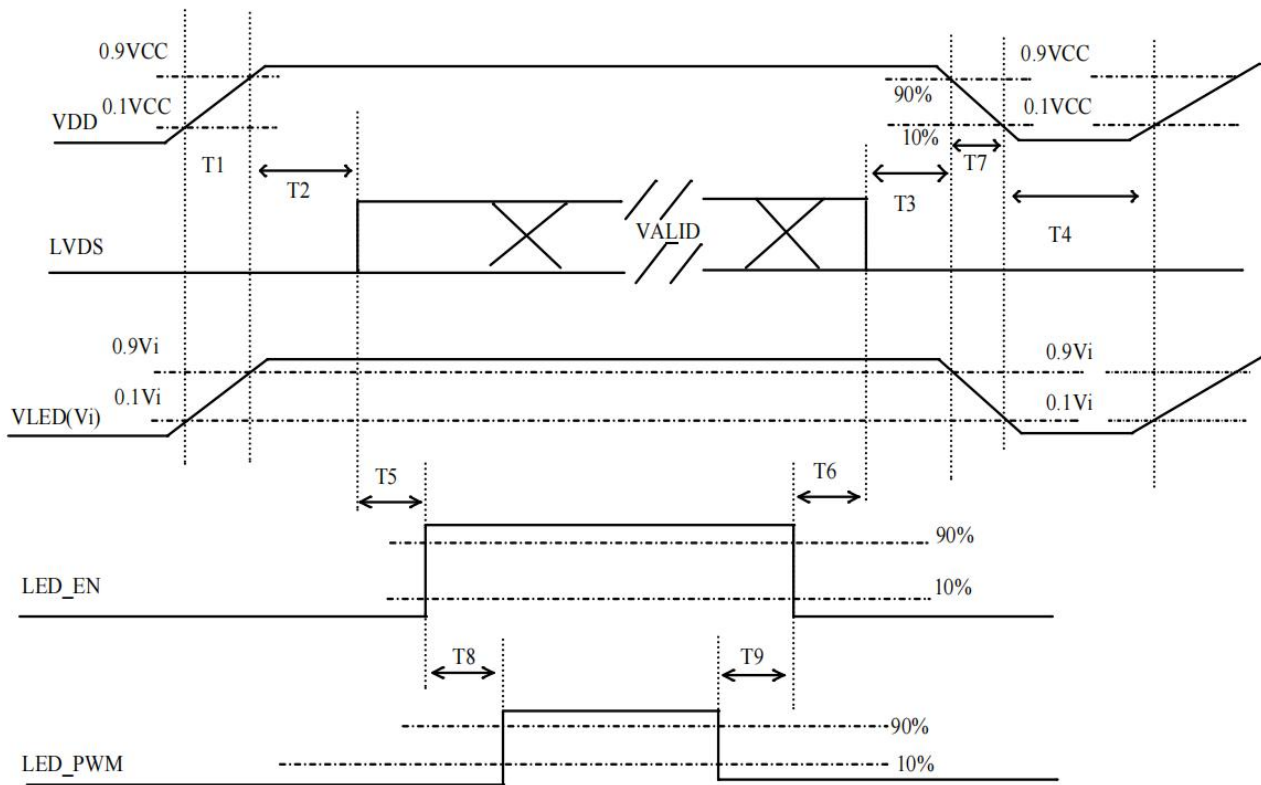 0.9VCC
0.9VCC
90%
0.1VCC
0.1VCC
VDD
10%
T1
T7
T2
T3
T4
VALID
LVDS
0.9Vi
0.9Vi
0.1Vi
0.1Vi
VLED(Vi)
T5
T6
90%
LED_EN
10%
T8
T9
90%
LED_PWM
10%